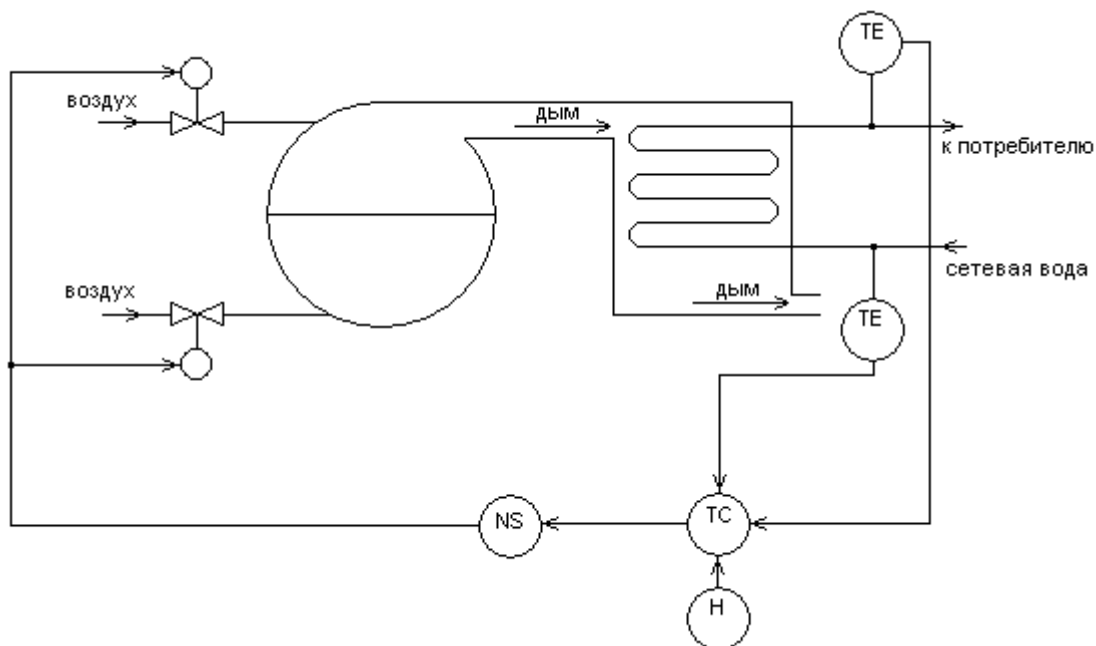 TE
воздух
дым
к потребителю
сетевая вода
воздух
дым
TE
NS
TC
H